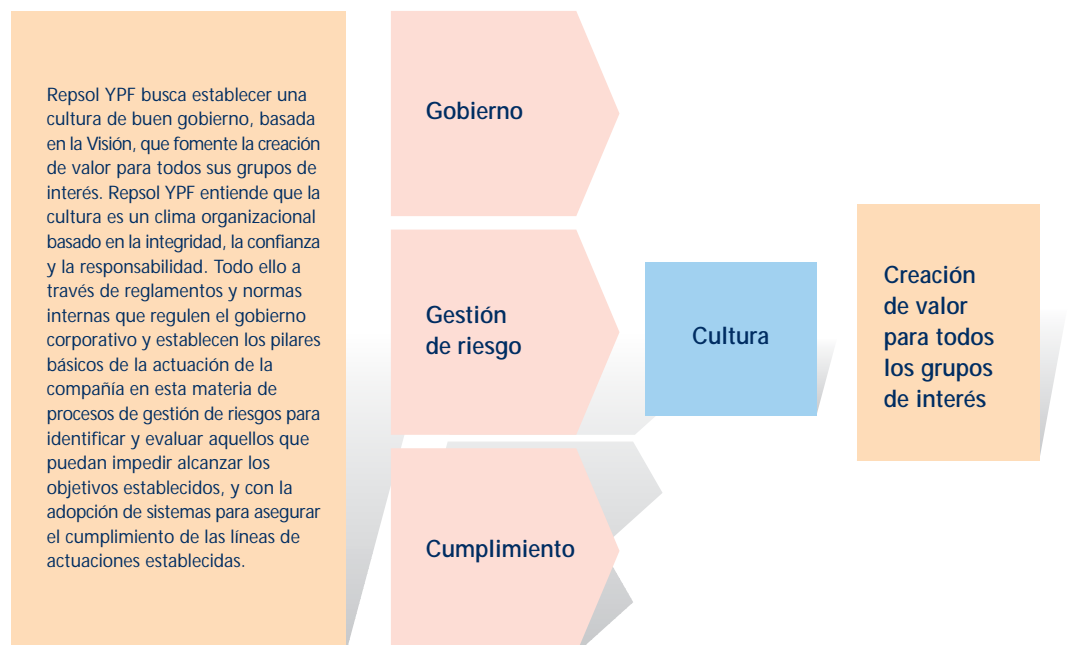 Repsol YPF busca establecer una
cultura de buen gobierno, basada
en la Visión, que fomente la creación
de valor para todos sus grupos de
interés. Repsol YPF entiende que la
cultura es un clima organizacional
basado en la integridad, la confianza
y la responsabilidad. Todo ello a
través de reglamentos y normas
internas que regulen el gobierno
corporativo y establecen los pilares
básicos de la actuación de la
compañía en esta materia de
procesos de gestión de riesgos para
identificar y evaluar aquellos que
puedan impedir alcanzar los
objetivos establecidos, y con la
adopción de sistemas para asegurar
el cumplimiento de las líneas de
actuaciones establecidas.
Gobierno
Gestión
de riesgo
Cumplimiento
Cultura
Creación
de valor
para todos
los grupos
de interés